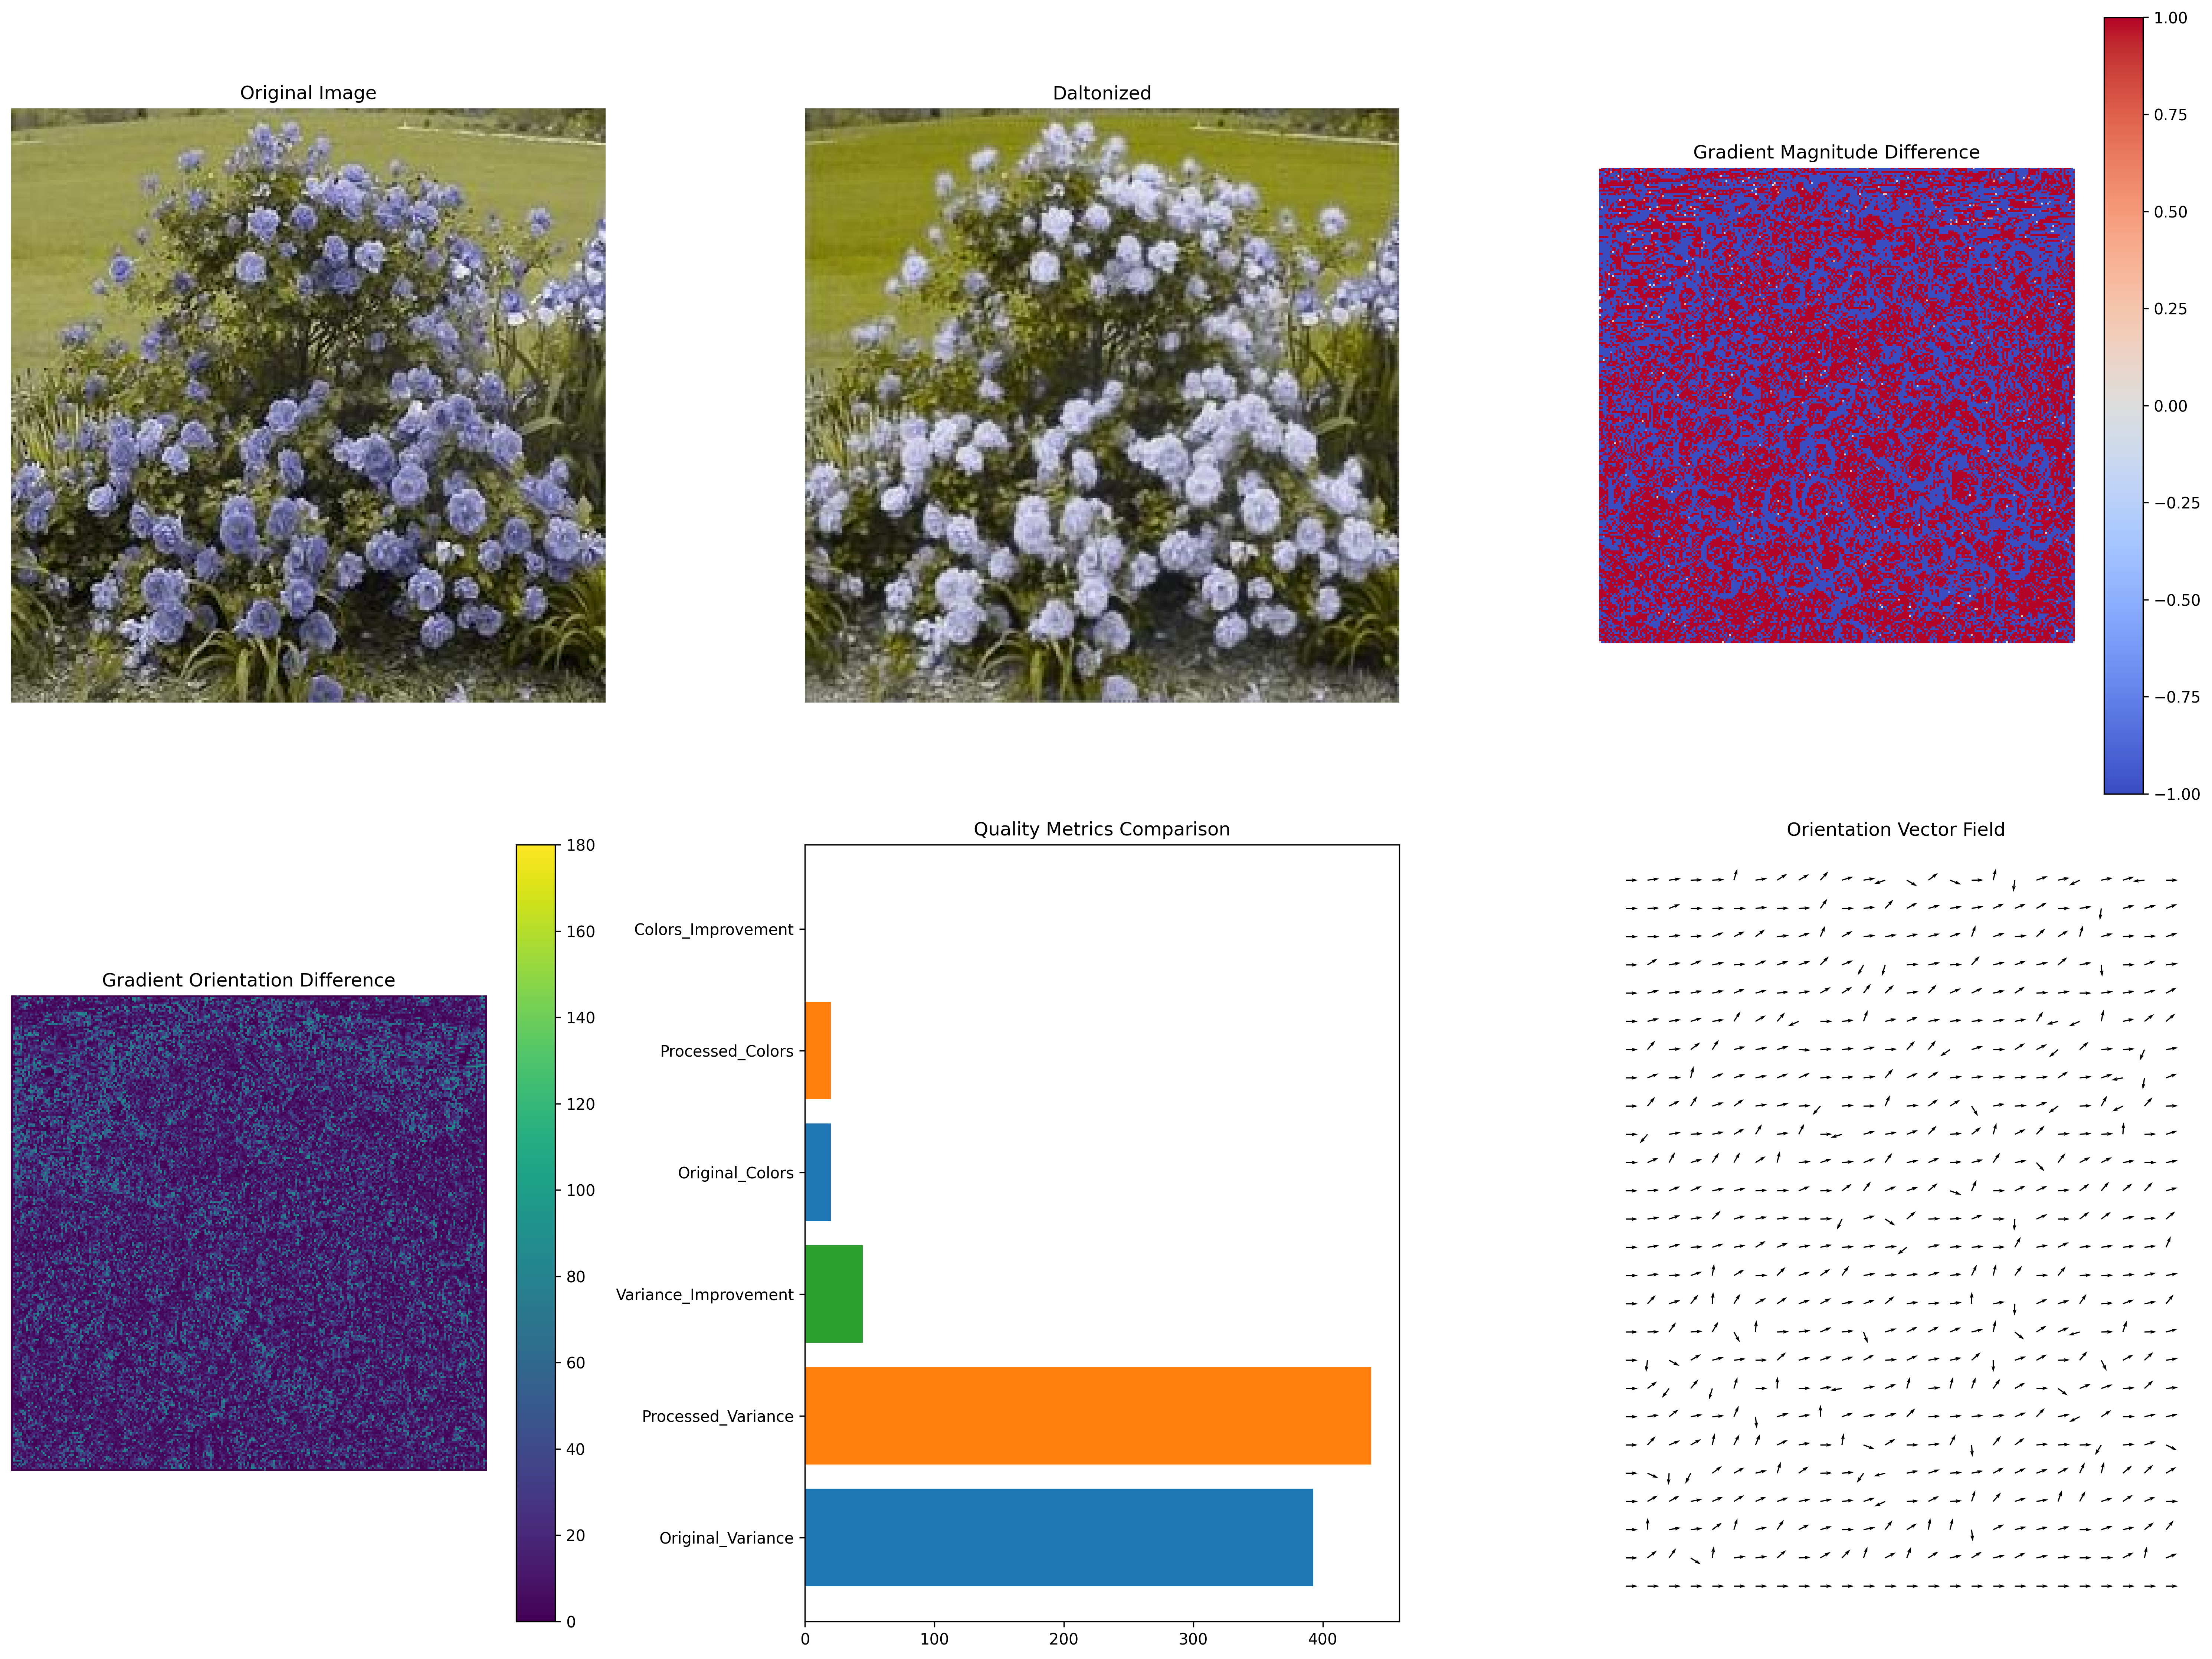 Original Image
Daltonized
Gradient Magnitude Difference
1.00
0.75
0.50
0.25
0.00
−0.25
−0.50
−0.75
−1.00
Gradient Orientation Difference
180
160
140
120
100
80
60
40
20
0
Quality Metrics Comparison
Colors_Improvement
Processed_Colors
Original_Colors
Variance_Improvement
Processed_Variance
Original_Variance
0 100 200 300 400
Orientation Vector Field